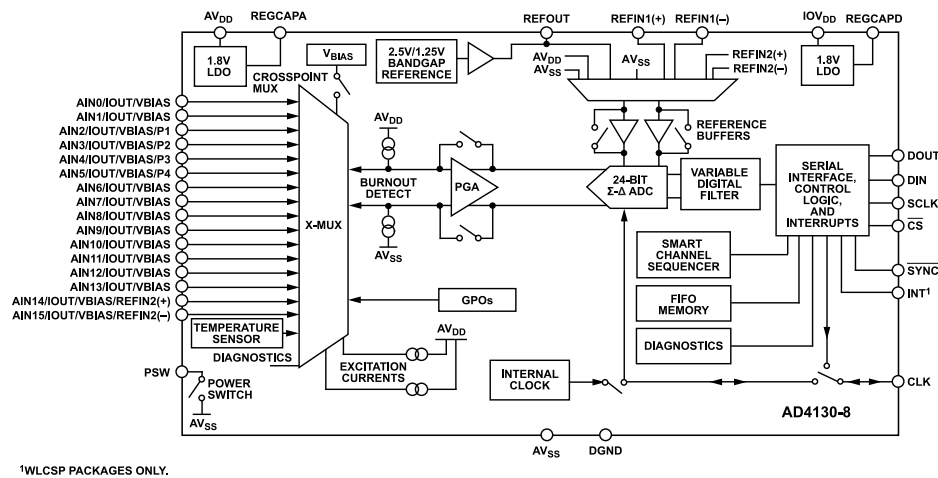 AVDD
REGCAPA
REFOUT
REFIN1(+)
REFIN1(–)
IOVDD
REGCAPD
1.8V
LDO
VBIAS
2.5V/1.25V
BANDGAP
REFERENCE
AVDD
AVSS
AVSS
REFIN2(+)
REFIN2(–)
1.8V
LDO
CROSSPOINT
MUX
AIN0/IOUT/VBIAS
AIN1/IOUT/VBIAS
AIN2/IOUT/VBIAS/P1
AIN3/IOUT/VBIAS/P2
AIN4/IOUT/VBIAS/P3
AIN5/IOUT/VBIAS/P4
AIN6/IOUT/VBIAS
AIN7/IOUT/VBIAS
AIN8/IOUT/VBIAS
AIN9/IOUT/VBIAS
AIN10/IOUT/VBIAS
AIN11/IOUT/VBIAS
AIN12/IOUT/VBIAS
AIN13/IOUT/VBIAS
AIN14/IOUT/VBIAS/REFIN2(+)
AIN15/IOUT/VBIAS/REFIN2(–)
TEMPERATURE
SENSOR
DIAGNOSTICS
X-MUX
AVDD
BURNOUT
DETECT
AVSS
PGA
REFERENCE
BUFFERS
24-BIT
Σ-Δ ADC
VARIABLE
DIGITAL
FILTER
SERIAL
INTERFACE,
CONTROL
LOGIC,
AND
INTERRUPTS
DOUT
DIN
SCLK
CS
SYNC
INT1
SMART
CHANNEL
SEQUENCER
FIFO
MEMORY
DIAGNOSTICS
GPOs
AVDD
EXCITATION
CURRENTS
PSW
POWER
SWITCH
AVSS
INTERNAL
CLOCK
CLK
AD4130-8
AVSS
DGND
1WLCSP PACKAGES ONLY.